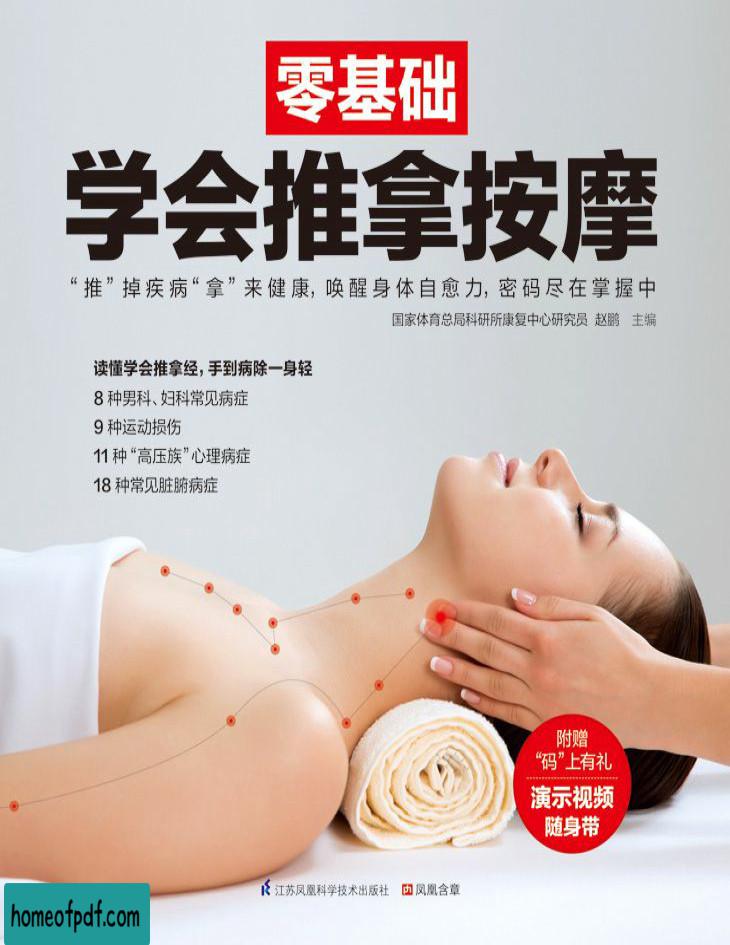 零基础
学会推拿按摩
“推”掉疾病“拿”来健康,唤醒身体自愈力,密码尽在掌握中
国家体育总局科研所康复中心研究员 赵鹏 主编
读懂学会推拿经,手到病除一身轻
8 种男科、妇科常见病症
9 种运动损伤
11 种“高压族”心理病症
18 种常见脏腑病症
附赠
“码”上有礼
演示视频
随身带
江苏凤凰科学技术出版社 凤凰含章
homeofpdf.com